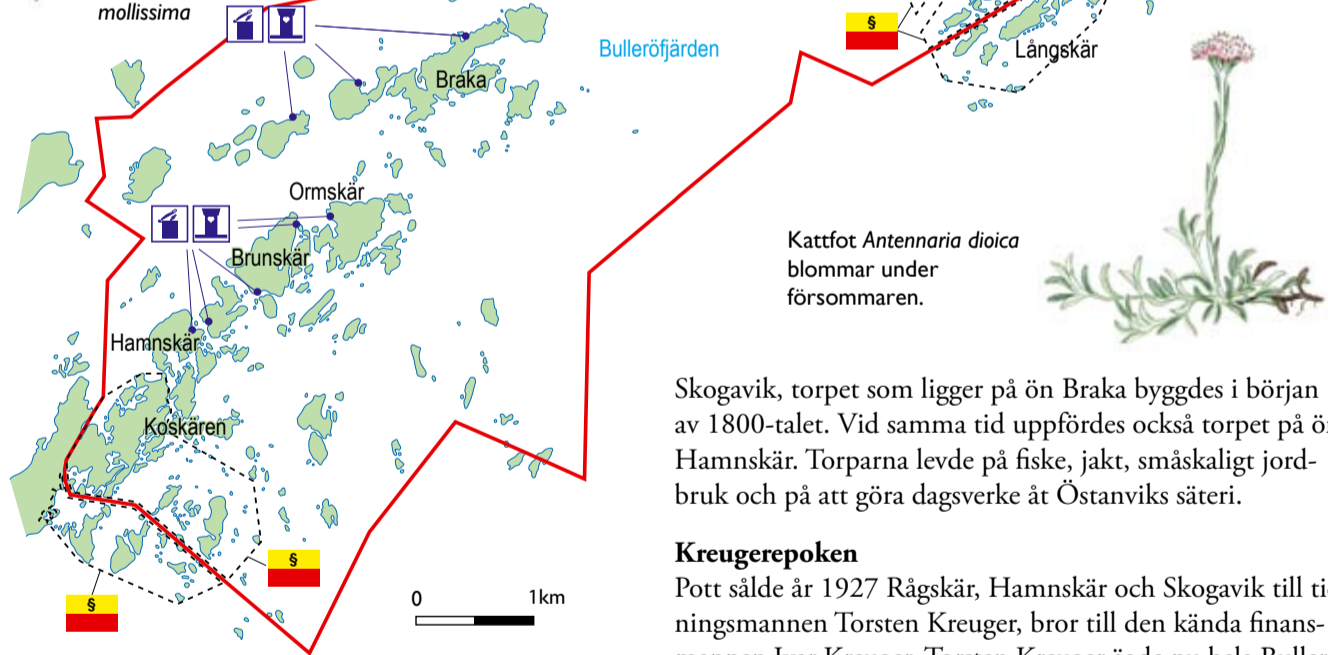 mollissima
Braka
Bulleröfjärden
§
Långskär
Ormskär
Brunskär
Hamnskär
Koskären
§
§
0 1km
Kattfot Antennaria dioica
blommar under
försommaren.
Skogavik, torpet som ligger på ön Braka byggdes i början
av 1800-talet. Vid samma tid uppfördes också torpet på
Hamnskär. Torparna levde på fiske, jakt, småskaligt jord-
bruk och på att göra dagsverke åt Östanviks säteri.
Kreugerepoken
Pott sålde år 1927 Rågskär, Hamnskär och Skogavik till
ningsmannen Torsten Kreuger, bror till den kända finans-